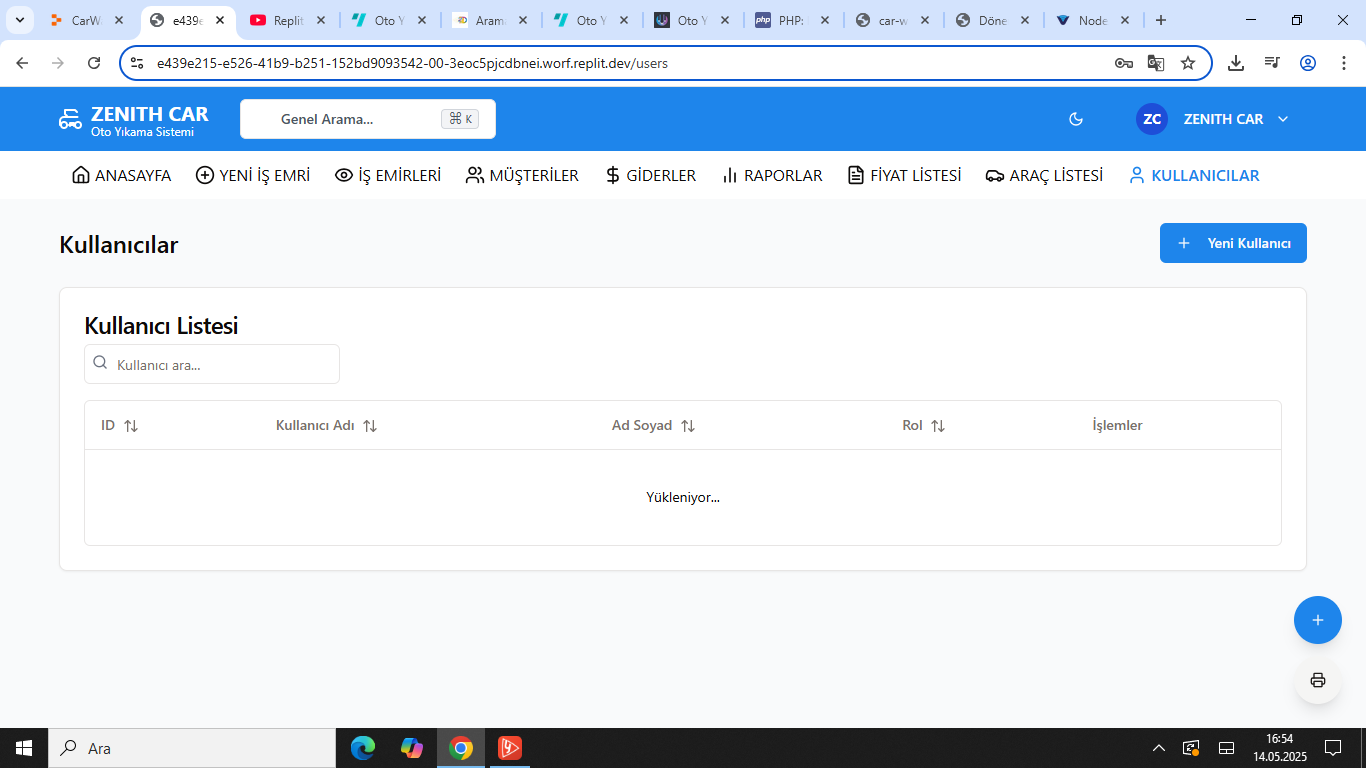 CarW
e439e
Replit
Oto Y
Arama
Oto Y
Oto Y
php
PHP:
car-w
Döne
Node
e439e215-e526-41b9-b251-152bd9093542-00-3eoc5pjcdbnei.worf.replit.dev/users
ZENITH CAR
Oto Yıkama Sistemi
Genel Arama...
⌘ K
ZC
ZENITH CAR
ANASAYFA
YENİ İŞ EMRİ
İŞ EMİRLERİ
MÜŞTERİLER
GİDERLER
RAPORLAR
FİYAT LİSTESİ
ARAÇ LİSTESİ
KULLANICILAR
Kullanıcılar
Yeni Kullanıcı
Kullanıcı Listesi
Kullanıcı ara...
ID
Kullanıcı Adı
Ad Soyad
Rol
İşlemler
Yükleniyor...
Ara
16:54
14.05.2025